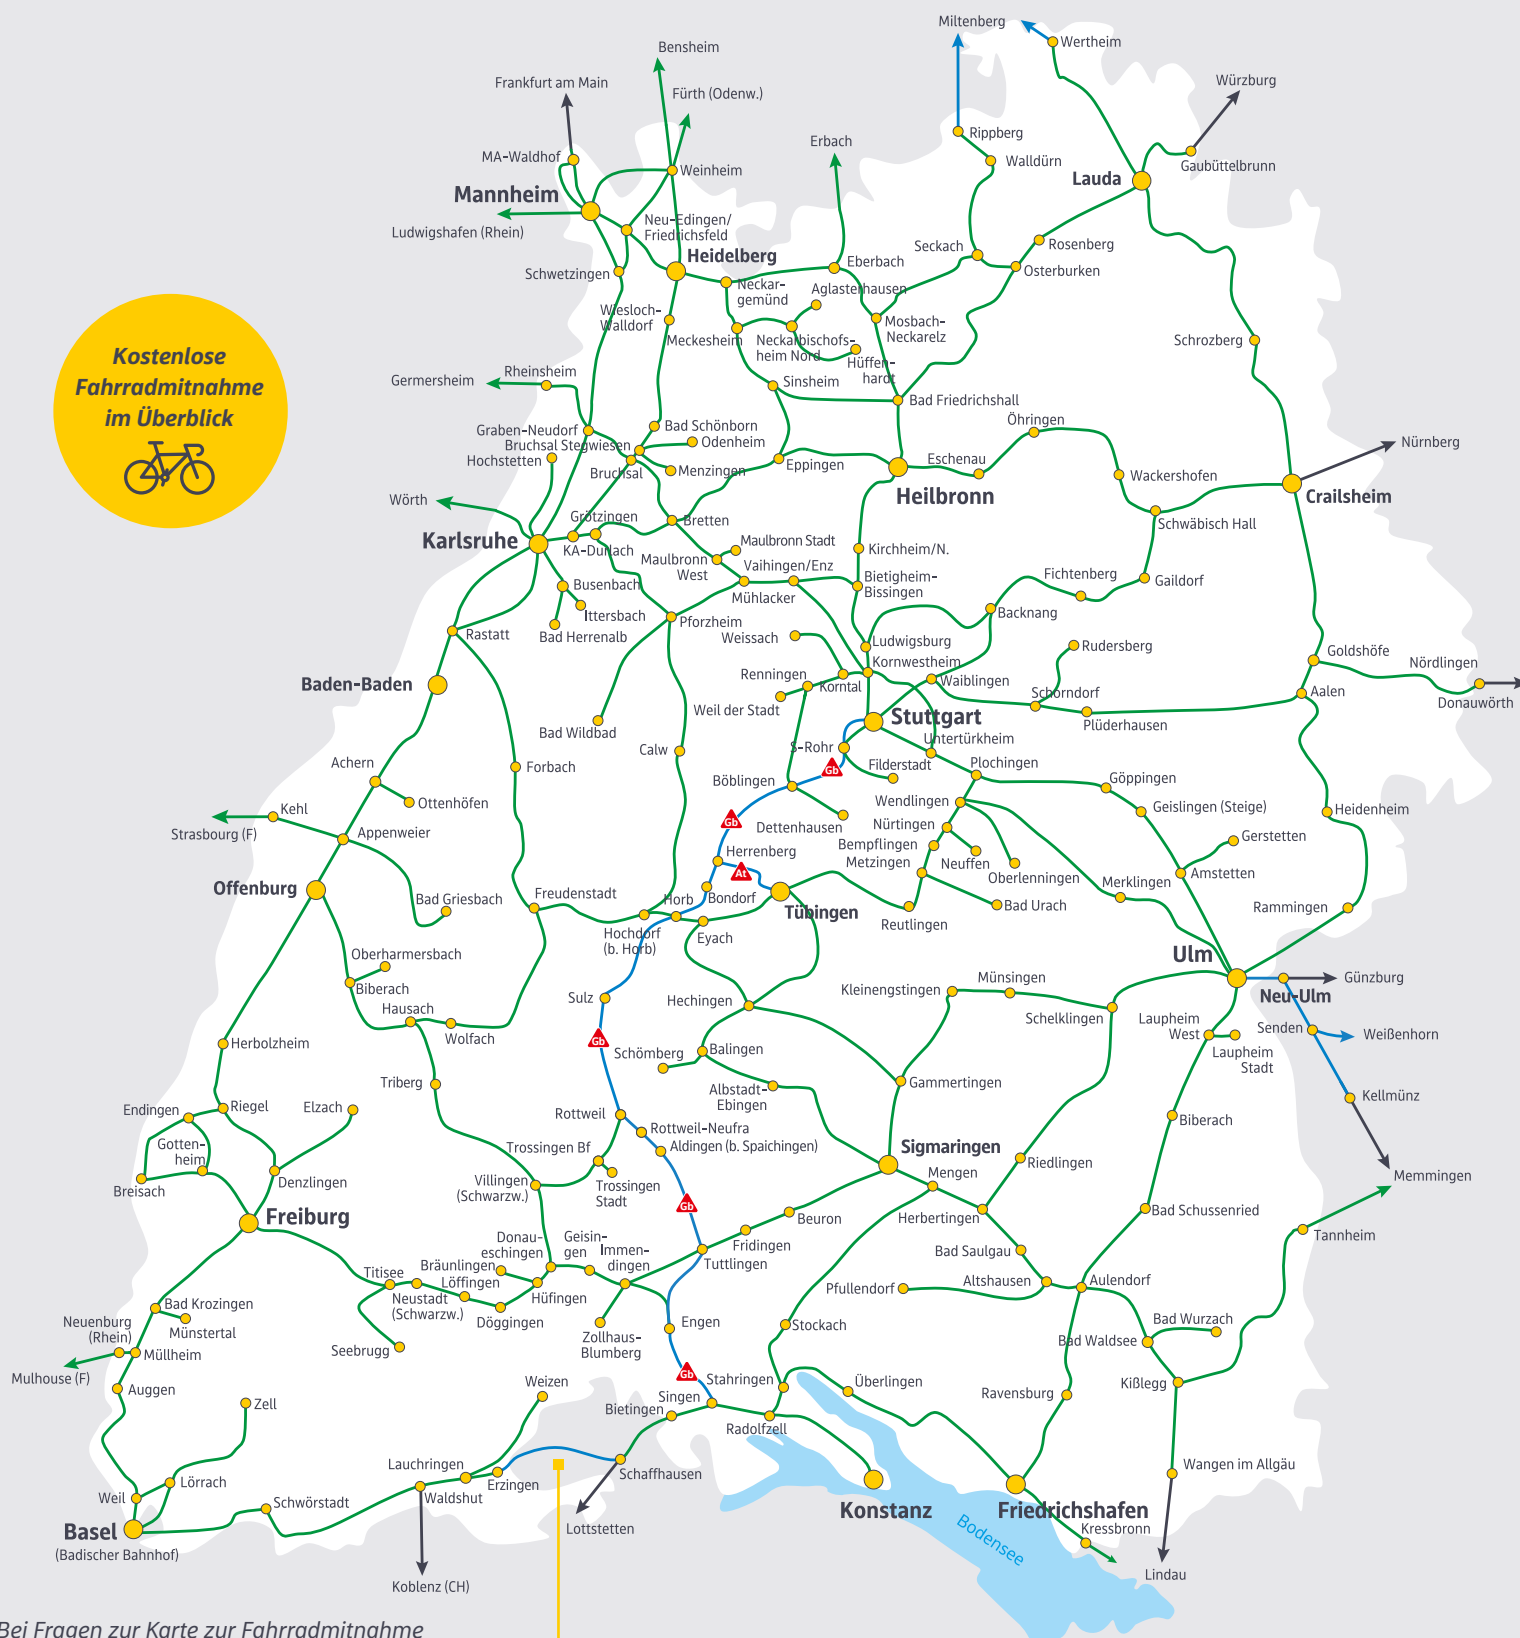 Miltenberg
Wertheim
Bensheim
Würzburg
Frankfurt am Main
Fürth (Odenw.)
Rippberg
Erbach
MA-Waldhof
Walldürn
Gaubüttelbrunn
Weinheim
Lauda
Mannheim
Neu-Edingen/
Friedrichsfeld
Ludwigshafen (Rhein)
Seckach
Rosenberg
Heidelberg
Eberbach
Osterburken
Schwetzingen
Neckar-
gemünd
Aglasterhausen
Wiesloch-
Walldorf
Meckesheim
Neckarbischofs-
heim Nord
Mosbach-
Neckarelz
Schrozberg
Hüffen-
hardt
Kostenlose
Fahrradmitnahme
im Überblick
Rheinsheim
Germersheim
Sinsheim
Bad Friedrichshall
Öhringen
Graben-Neudorf
Bad Schönborn
Bruchsal Stegwiesen
Odenheim
Nürnberg
Hochstetten
Bruchsal
Menzingen
Eppingen
Eschenau
Wackershofen
Heilbronn
Crailsheim
Wörth
Grötzingen
Bretten
Schwäbisch Hall
Karlsruhe
KA-Durlach
Maulbronn Stadt
Kirchheim/N.
Maulbronn
West
Vaihingen/Enz
Busenbach
Bietigheim-
Bissingen
Fichtenberg
Gaildorf
Mühlacker
Ittersbach
Bad Herrenalb
Pforzheim
Backnang
Rastatt
Weissach
Ludwigsburg
Rudersberg
Goldshöfe
Nördlingen
Kornwestheim
Renningen
Korntal
Waiblingen
Baden-Baden
Schorndorf
Aalen
Donauwörth
Weil der Stadt
Plüderhausen
Stuttgart
Bad Wildbad
Calw
S-Rohr
Untertürkheim
Gb
Filderstadt
Plochingen
Achern
Forbach
Böblingen
Göppingen
Ottenhöfen
Wendlingen
Geislingen (Steige)
Heidenheim
Kehl
Strasbourg (F)
Appenweier
Gb
Dettenhausen
Nürtingen
Gerstetten
Bempflingen
Herrenberg
Metzingen
Neuffen
At
Oberlenningen
Amstetten
Merklingen
Offenburg
Bondorf
Freudenstadt
Bad Griesbach
Horb
Tübingen
Bad Urach
Rammingen
Reutlingen
Hochdorf
(b. Horb)
Eyach
Oberharmersbach
Ulm
Biberach
Günzburg
Münsingen
Kleinengstingen
Neu-Ulm
Sulz
Hechingen
Hausach
Schelklingen
Laupheim
West
Senden
Weißenhorn
Wolfach
Gb
Herbolzheim
Balingen
Laupheim
Stadt
Schömberg
Triberg
Gammertingen
Albstadt-
Ebingen
Kellmünz
Endingen
Riegel
Elzach
Rottweil
Biberach
Rottweil-Neufra
Gotten-
heim
Trossingen Bf
Aldingen (b. Spaichingen)
Sigmaringen
Riedlingen
Breisach
Denzlingen
Villingen
(Schwarzw.)
Trossingen
Stadt
Mengen
Memmingen
Gb
Freiburg
Beuron
Herbertingen
Bad Schussenried
Donau-
eschingen
Geisin-
gen
Immen-
dingen
Fridingen
Tannheim
Bad Saulgau
Bräunlingen
Tuttlingen
Titisee
Löffingen
Pfullendorf
Altshausen
Aulendorf
Neustadt
(Schwarzw.)
Hüfingen
Bad Krozingen
Döggingen
Stockach
Bad Wurzach
Neuenburg
(Rhein)
Münstertal
Engen
Zollhaus-
Blumberg
Seebrugg
Bad Waldsee
Müllheim
Mulhouse (F)
Gb
Stahringen
Überlingen
Kißlegg
Auggen
Weizen
Singen
Ravensburg
Zell
Bietingen
Radolfzell
Lauchringen
Wangen im Allgäu
Schaffhausen
Lörrach
Erzingen
Weil
Waldshut
Schwörstadt
Konstanz
Friedrichshafen
Basel
(Badischer Bahnhof)
Lottstetten
Bodensee
Kressbronn
Koblenz (CH)
Lindau
Bei Fragen zur Karte zur Fahrradmitnahme